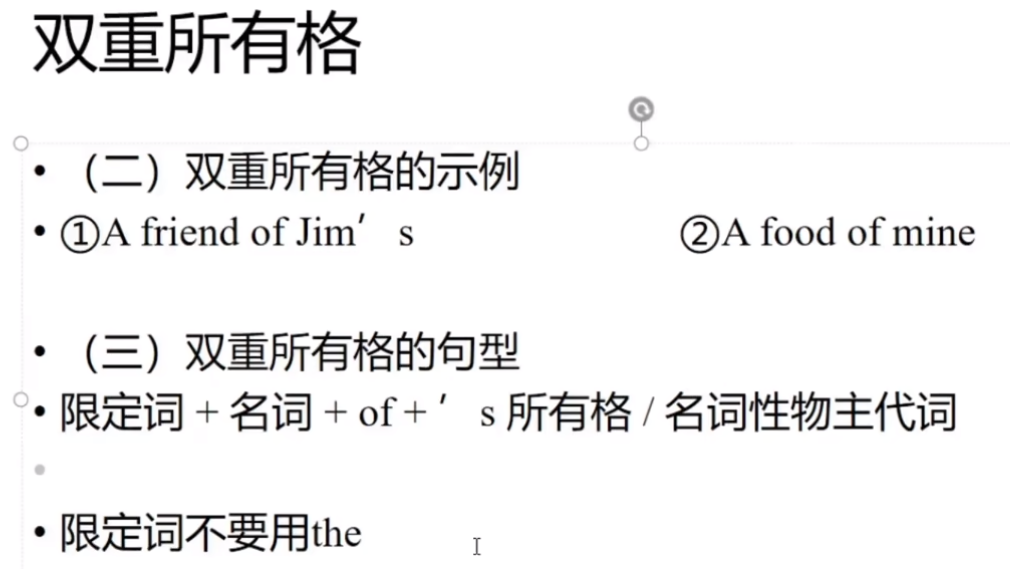 双重所有格
• （二）双重所有格的示例
• ①A friend of Jim′ s ②A food of mine
• （三）双重所有格的句型
• 限定词 + 名词 + of + ′ s 所有格 / 名词性物主代词
• 限定词不要用the